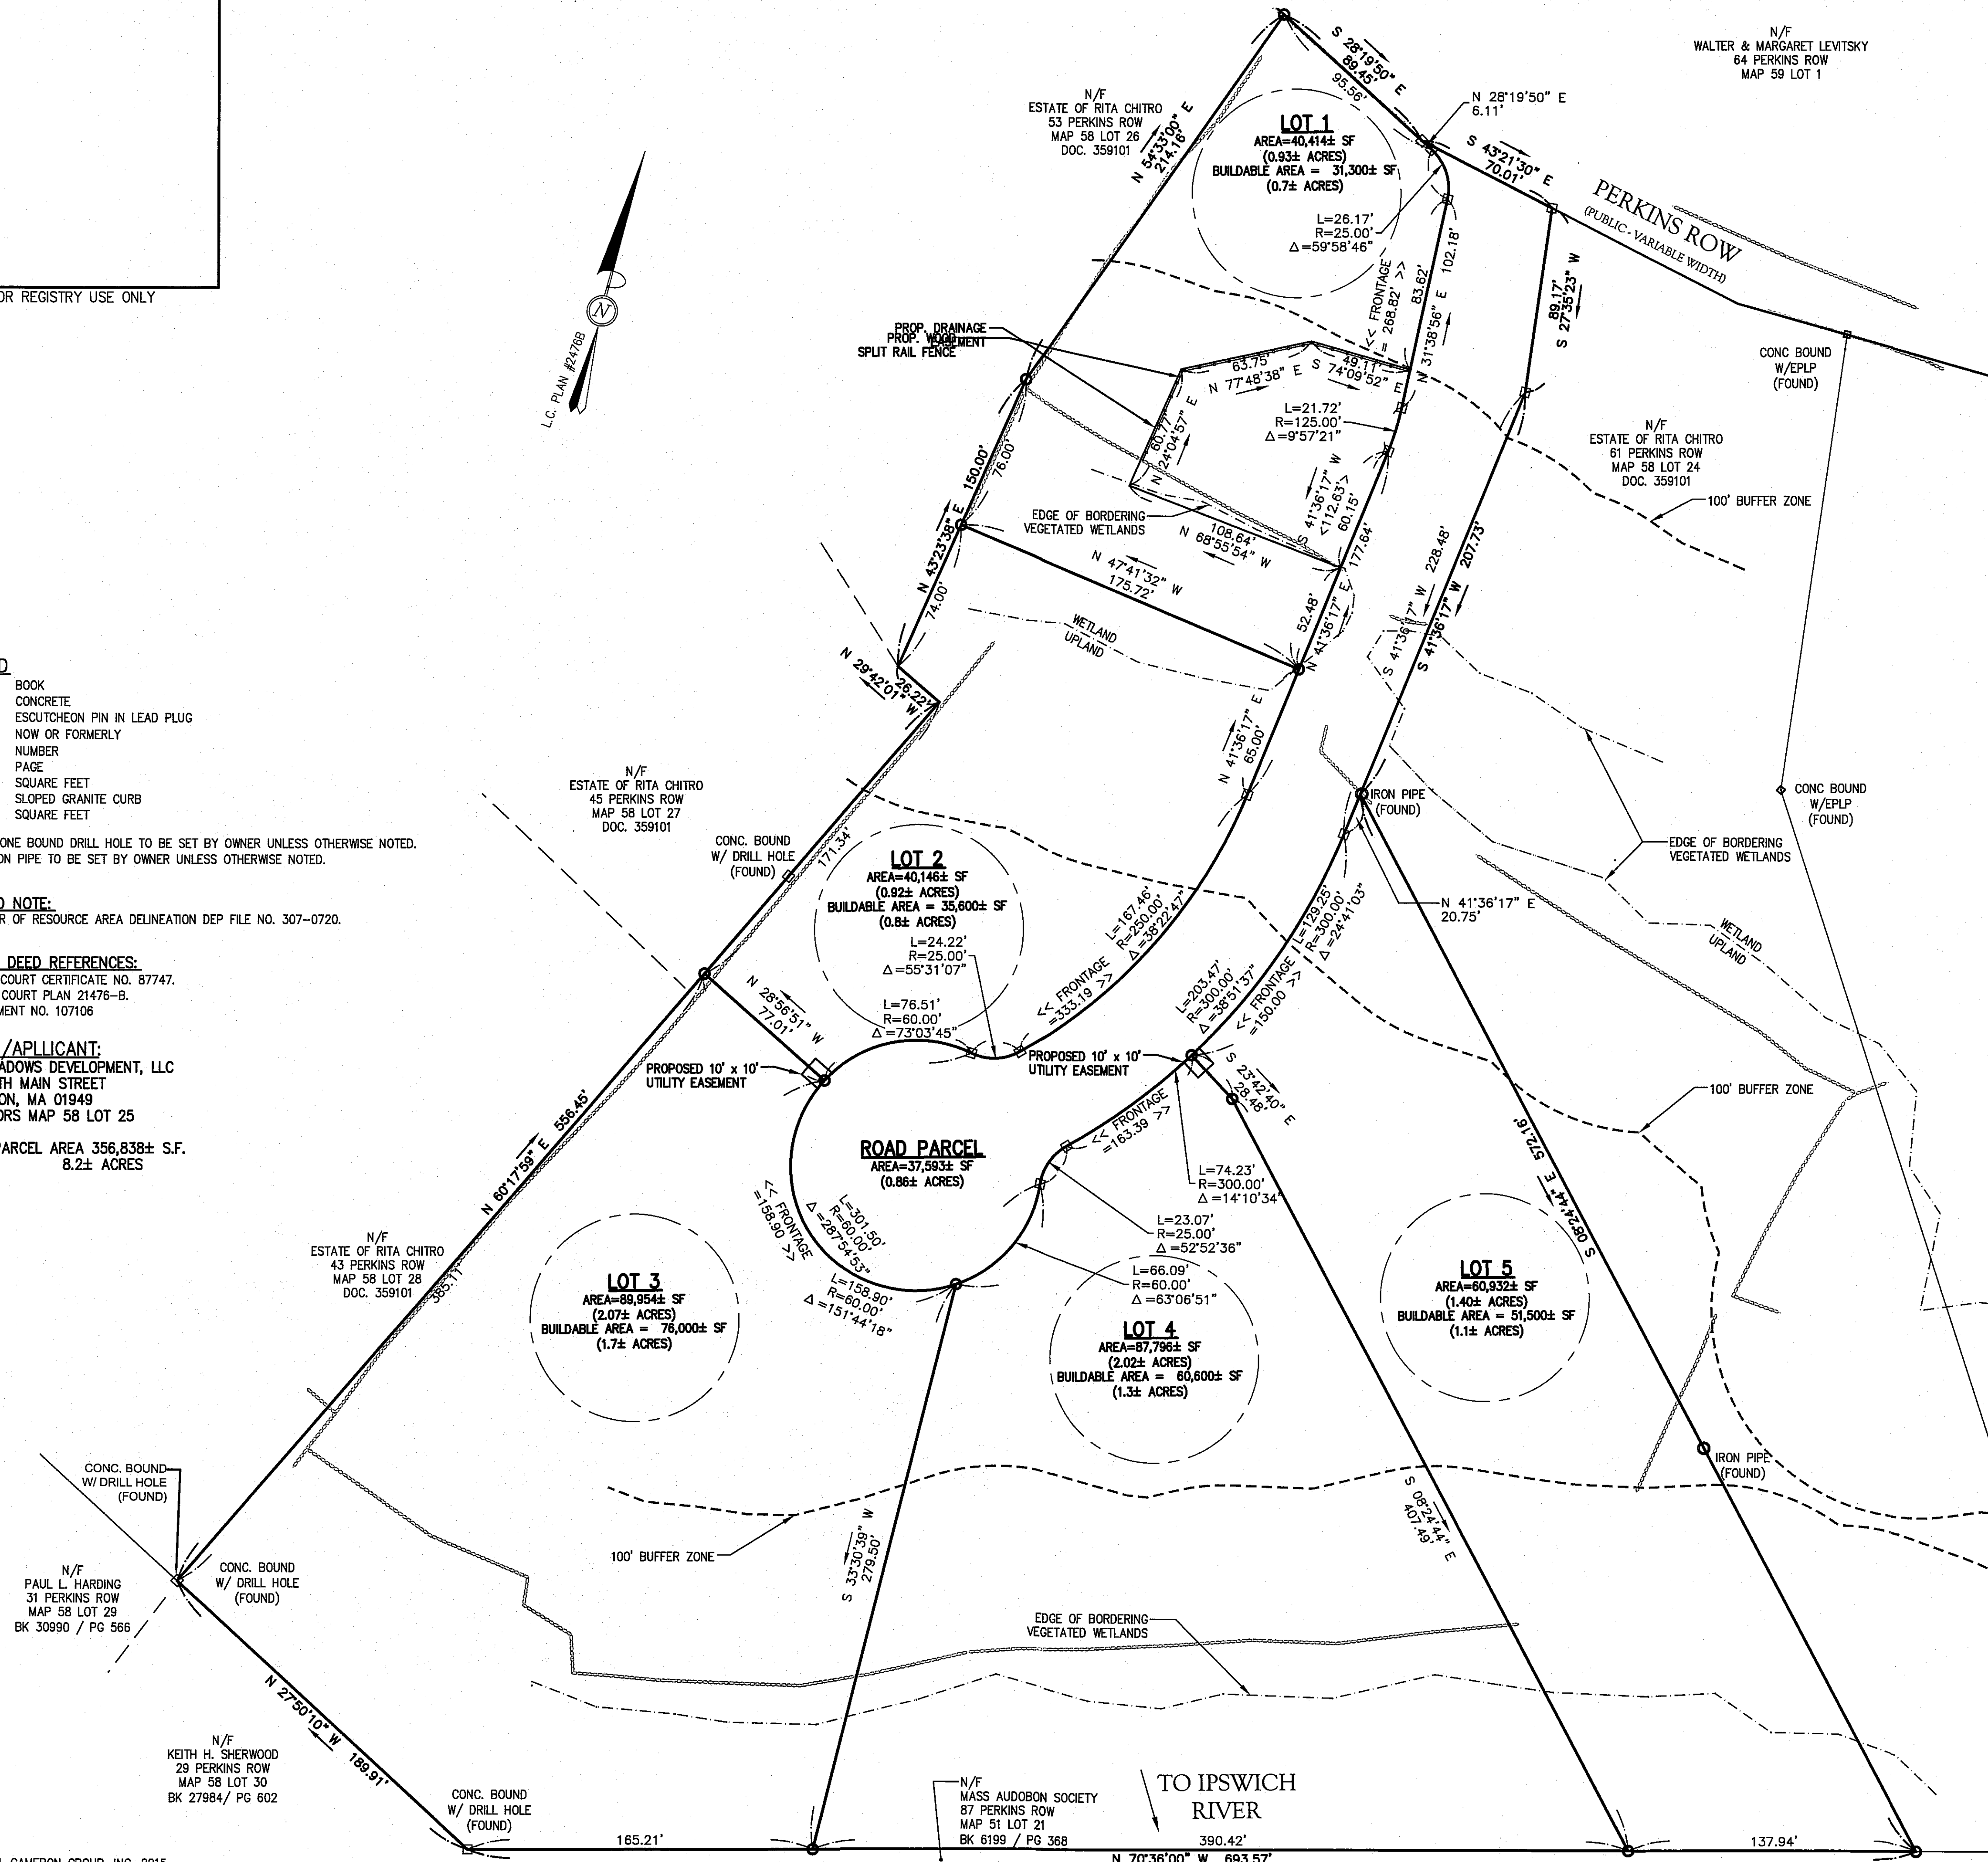 OR REGISTRY USE ONLY
L.C. PLAN #2476B
N
N/F
WALTER & MARGARET LEVITSKY
64 PERKINS ROW
MAP 59 LOT 1
S 28°19'50" E
89.45'
95.56'
N 28°19'50" E
6.11'
S 43°21'30" E
70.01'
PERKINS ROW
(PUBLIC - VARIABLE WIDTH)
N/F
ESTATE OF RITA CHITRO
53 PERKINS ROW
MAP 58 LOT 26
DOC. 359101
N 54°33'00" E
214.16'
LOT 1
AREA=40,414± SF
(0.93± ACRES)
BUILDABLE AREA = 31,300± SF
(0.7± ACRES)
L=26.17'
R=25.00'
Δ=59°58'46"
<< FRONTAGE
= 268.82' >>
83.62'
N 31°38'56" E 102.18'
89.17'
S 27°35'23" W
CONC BOUND
W/EPLP
(FOUND)
PROP. DRAINAGE
EASEMENT
PROP. WOOD
SPLIT RAIL FENCE
63.75'
N 77°48'38" E
49.11'
S 74°09'52" E
60.77'
N 24°04'57" E
L=21.72'
R=125.00'
Δ=9°57'21"
N/F
ESTATE OF RITA CHITRO
61 PERKINS ROW
MAP 58 LOT 24
DOC. 359101
100' BUFFER ZONE
150.00'
76.00'
N 43°23'38" E
74.00'
EDGE OF BORDERING
VEGETATED WETLANDS
108.64'
N 68°55'54" W
S 41°36'17" W
<112.63'>
60.15'
177.64'
N 47°41'32" W
175.72'
52.48'
N 41°36'17" E
S 41°36'17" W 228.48'
S 41°36'17" W 207.73'
WETLAND
UPLAND
N 29°42'01" W
26.22'
N 41°36'17" E
65.00'
D
BOOK
CONCRETE
ESCUTCHEON PIN IN LEAD PLUG
NOW OR FORMERLY
NUMBER
PAGE
SQUARE FEET
SLOPED GRANITE CURB
SQUARE FEET
ONE BOUND DRILL HOLE TO BE SET BY OWNER UNLESS OTHERWISE NOTED.
ON PIPE TO BE SET BY OWNER UNLESS OTHERWISE NOTED.
D NOTE:
R OF RESOURCE AREA DELINEATION DEP FILE NO. 307-0720.
DEED REFERENCES:
COURT CERTIFICATE NO. 87747.
COURT PLAN 21476-B.
MENT NO. 107106
/APLLICANT:
ADOWS DEVELOPMENT, LLC
TH MAIN STREET
ON, MA 01949
ORS MAP 58 LOT 25
PARCEL AREA 356,838± S.F.
8.2± ACRES
N/F
ESTATE OF RITA CHITRO
45 PERKINS ROW
MAP 58 LOT 27
DOC. 359101
CONC. BOUND
W/ DRILL HOLE
(FOUND)
171.34'
LOT 2
AREA=40,146± SF
(0.92± ACRES)
BUILDABLE AREA = 35,600± SF
(0.8± ACRES)
L=24.22'
R=25.00'
Δ=55°31'07"
L=76.51'
R=60.00'
Δ=73°03'45"
L=167.46'
R=250.00'
Δ=38°22'47"
<< FRONTAGE
=333.19 >>
IRON PIPE
(FOUND)
CONC BOUND
W/EPLP
(FOUND)
EDGE OF BORDERING
VEGETATED WETLANDS
N 41°36'17" E
20.75'
WETLAND
UPLAND
L=129.25'
R=300.00'
Δ=24°41'03"
L=203.47'
R=300.00'
Δ=38°51'37"
<< FRONTAGE
=150.00 >>
N 28°56'51" W
77.01'
PROPOSED 10' x 10'
UTILITY EASEMENT
PROPOSED 10' x 10'
UTILITY EASEMENT
S 23°42'40" E
28.48'
100' BUFFER ZONE
<< FRONTAGE
=163.39 >>
ROAD PARCEL
AREA=37,593± SF
(0.86± ACRES)
L=74.23'
R=300.00'
Δ=14°10'34"
L=23.07'
R=25.00'
Δ=52°52'36"
L=66.09'
R=60.00'
Δ=63°06'51"
<< FRONTAGE
=158.90 >>
L=301.50'
R=60.00'
Δ=287°54'53"
L=158.90'
R=60.00'
Δ=151°44'18"
N 60°17'59" E 556.45'
S 08°24'44" E 572.16'
N/F
ESTATE OF RITA CHITRO
43 PERKINS ROW
MAP 58 LOT 28
DOC. 359101
385.11'
LOT 3
AREA=89,954± SF
(2.07± ACRES)
BUILDABLE AREA = 76,000± SF
(1.7± ACRES)
LOT 4
AREA=87,796± SF
(2.02± ACRES)
BUILDABLE AREA = 60,600± SF
(1.3± ACRES)
LOT 5
AREA=60,932± SF
(1.40± ACRES)
BUILDABLE AREA = 51,500± SF
(1.1± ACRES)
IRON PIPE
(FOUND)
CONC. BOUND
W/ DRILL HOLE
(FOUND)
CONC. BOUND
W/ DRILL HOLE
(FOUND)
N/F
PAUL L. HARDING
31 PERKINS ROW
MAP 58 LOT 29
BK 30990 / PG 566
100' BUFFER ZONE
S 33°30'39" W
279.50'
S 08°24'44" E
407.49'
EDGE OF BORDERING
VEGETATED WETLANDS
N 27°50'10" W 189.91'
N/F
KEITH H. SHERWOOD
29 PERKINS ROW
MAP 58 LOT 30
BK 27984/ PG 602
CONC. BOUND
W/ DRILL HOLE
(FOUND)
N/F
MASS AUDOBON SOCIETY
87 PERKINS ROW
MAP 51 LOT 21
BK 6199 / PG 368
TO IPSWICH
RIVER
165.21'
390.42'
137.94'
N 70°36'00" W 693.57'
CAMERON GROUP, INC. 2015